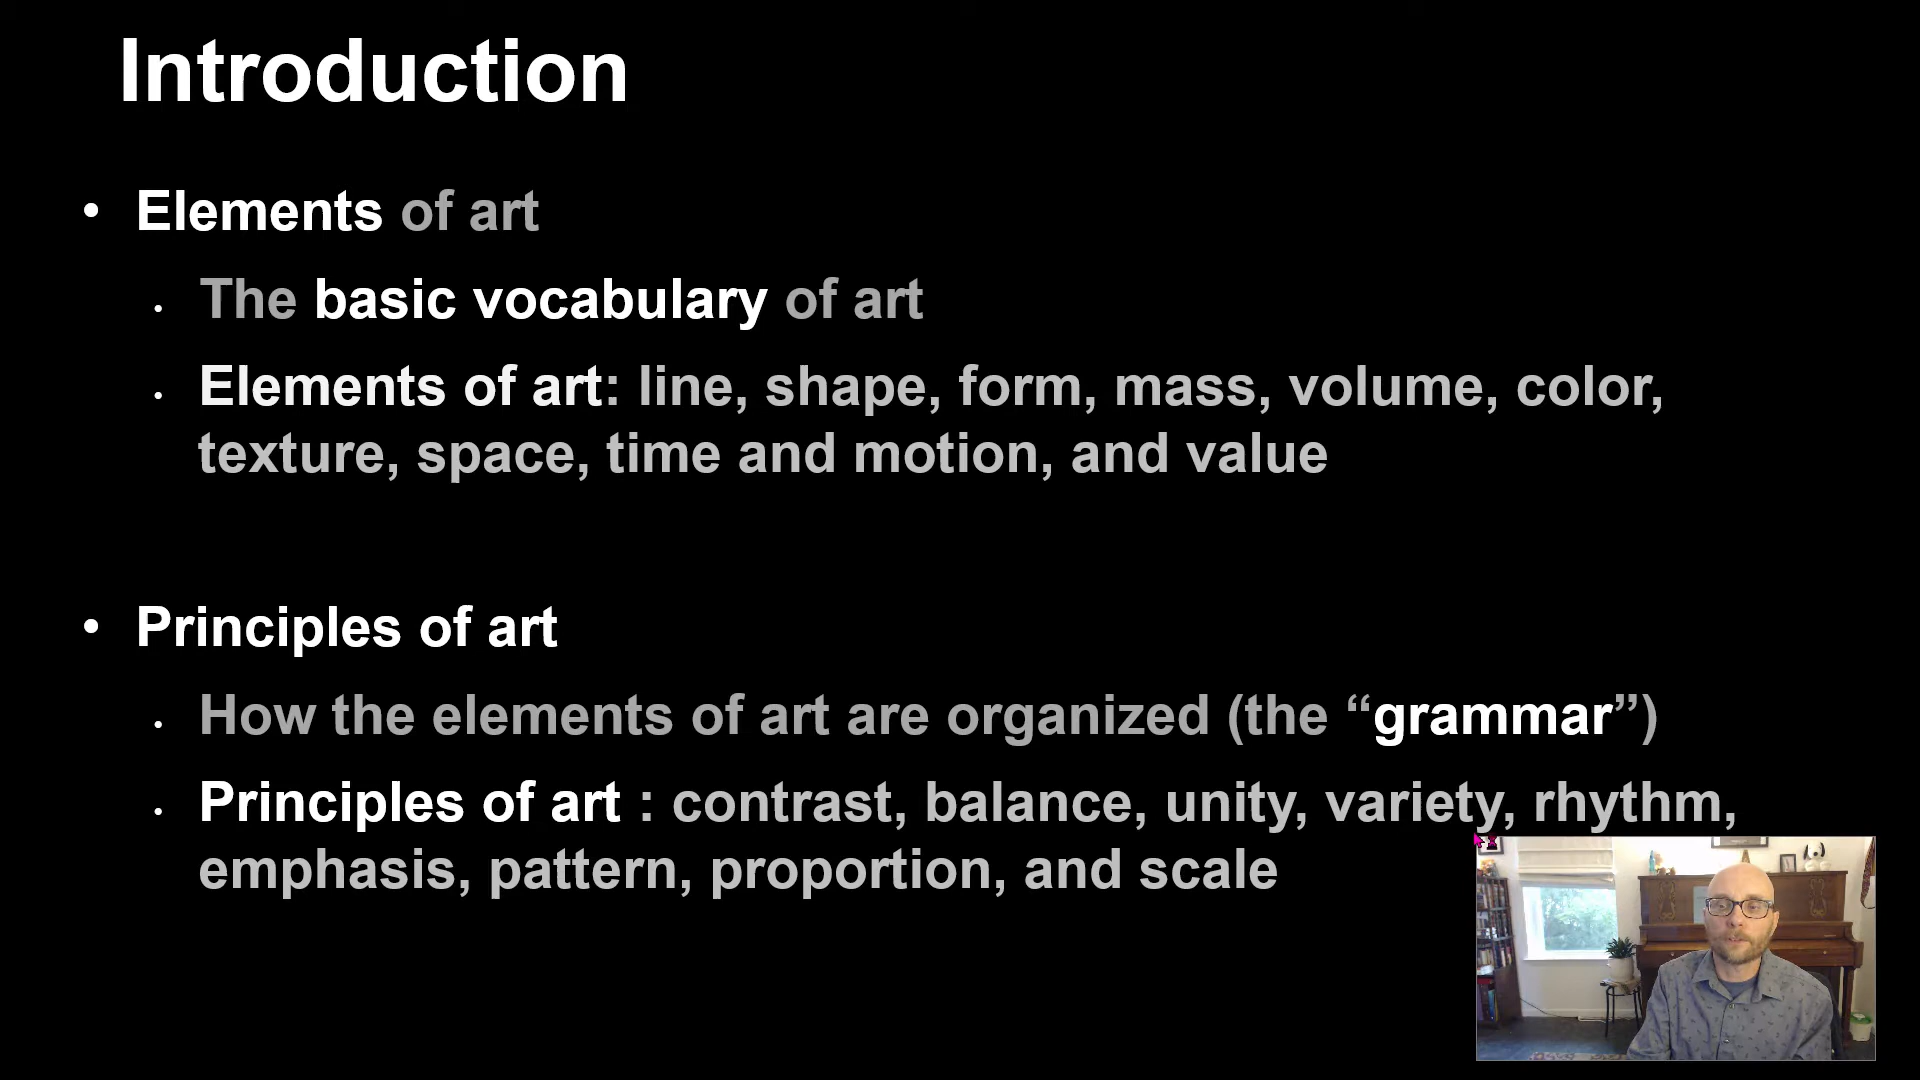 Introduction
• Elements of art
• The basic vocabulary of art
• Elements of art: line, shape, form, mass, volume, color,
texture, space, time and motion, and value
• Principles of art
• How the elements of art are organized (the “grammar”)
• Principles of art : contrast, balance, unity, variety, rhythm,
emphasis, pattern, proportion, and scale